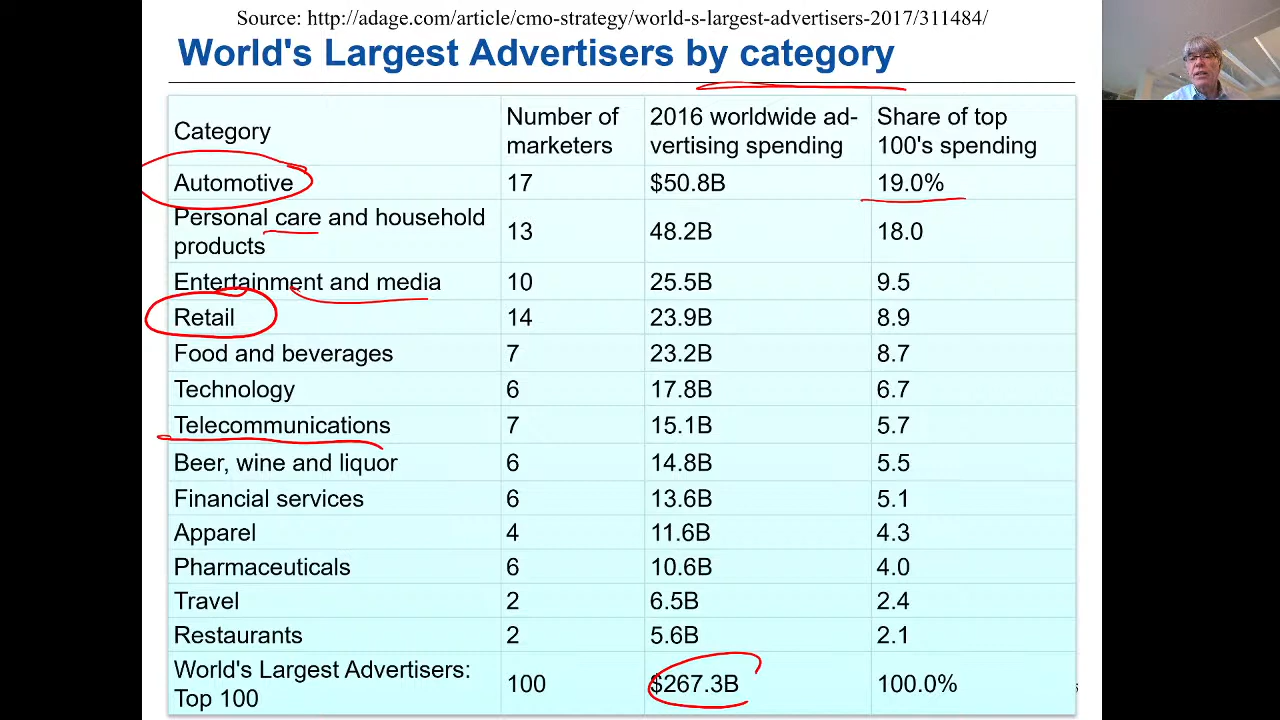 Source: http://adage.com/article/cmo-strategy/world-s-largest-advertisers-2017/311484/
World's Largest Advertisers by category
Category
Number of
marketers
2016 worldwide ad-
vertising spending
Share of top
100's spending
Automotive 17 $50.8B 19.0%
Personal care and household
products
13 48.2B 18.0
Entertainment and media 10 25.5B 9.5
Retail 14 23.9B 8.9
Food and beverages 7 23.2B 8.7
Technology 6 17.8B 6.7
Telecommunications 7 15.1B 5.7
Beer, wine and liquor 6 14.8B 5.5
Financial services 6 13.6B 5.1
Apparel 4 11.6B 4.3
Pharmaceuticals 6 10.6B 4.0
Travel 2 6.5B 2.4
Restaurants 2 5.6B 2.1
World's Largest Advertisers:
Top 100
100 $267.3B 100.0%